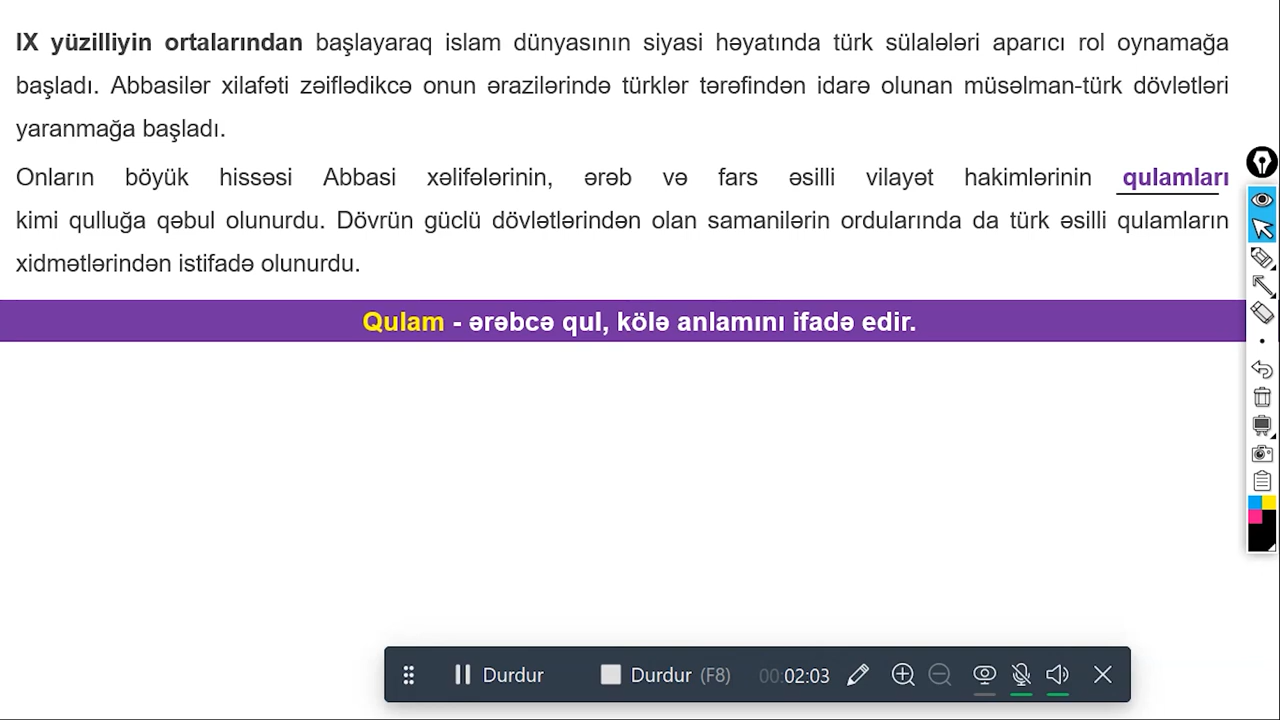 IX yüzilliyin ortalarından başlayaraq islam dünyasının siyasi həyatında türk sülalələri aparıcı rol oynamağa
başladı. Abbasilər xilafəti zəiflədikcə onun ərazilərində türklər tərəfindən idarə olunan müsəlman-türk dövlətləri
yaranmağa başladı.
Onların böyük hissəsi Abbasi xəlifələrinin, ərəb və fars əsilli vilayət hakimlərinin qulamları
kimi qulluğa qəbul olunurdu. Dövrün güclü dövlətlərindən olan samanilərin ordularında da türk əsilli qulamların
xidmətlərindən istifadə olunurdu.
Qulam - ərəbcə qul, kölə anlamını ifadə edir.
Durdur Durdur (F8) 00:02:03